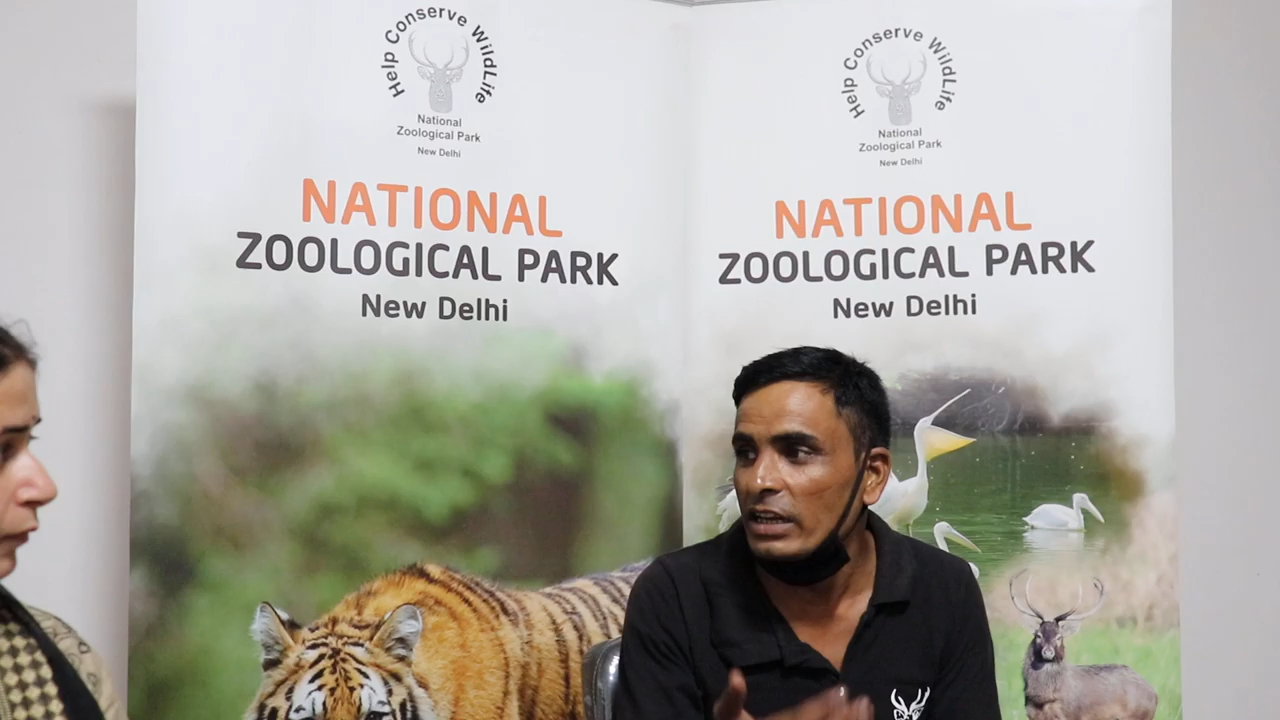 Help Conserve WildLife
National
Zoological Park
New Delhi
NATIONAL
ZOOLOGICAL PARK
New Delhi
Help Conserve WildLife
National
Zoological Park
New Delhi
NATIONAL
ZOOLOGICAL PARK
New Delhi